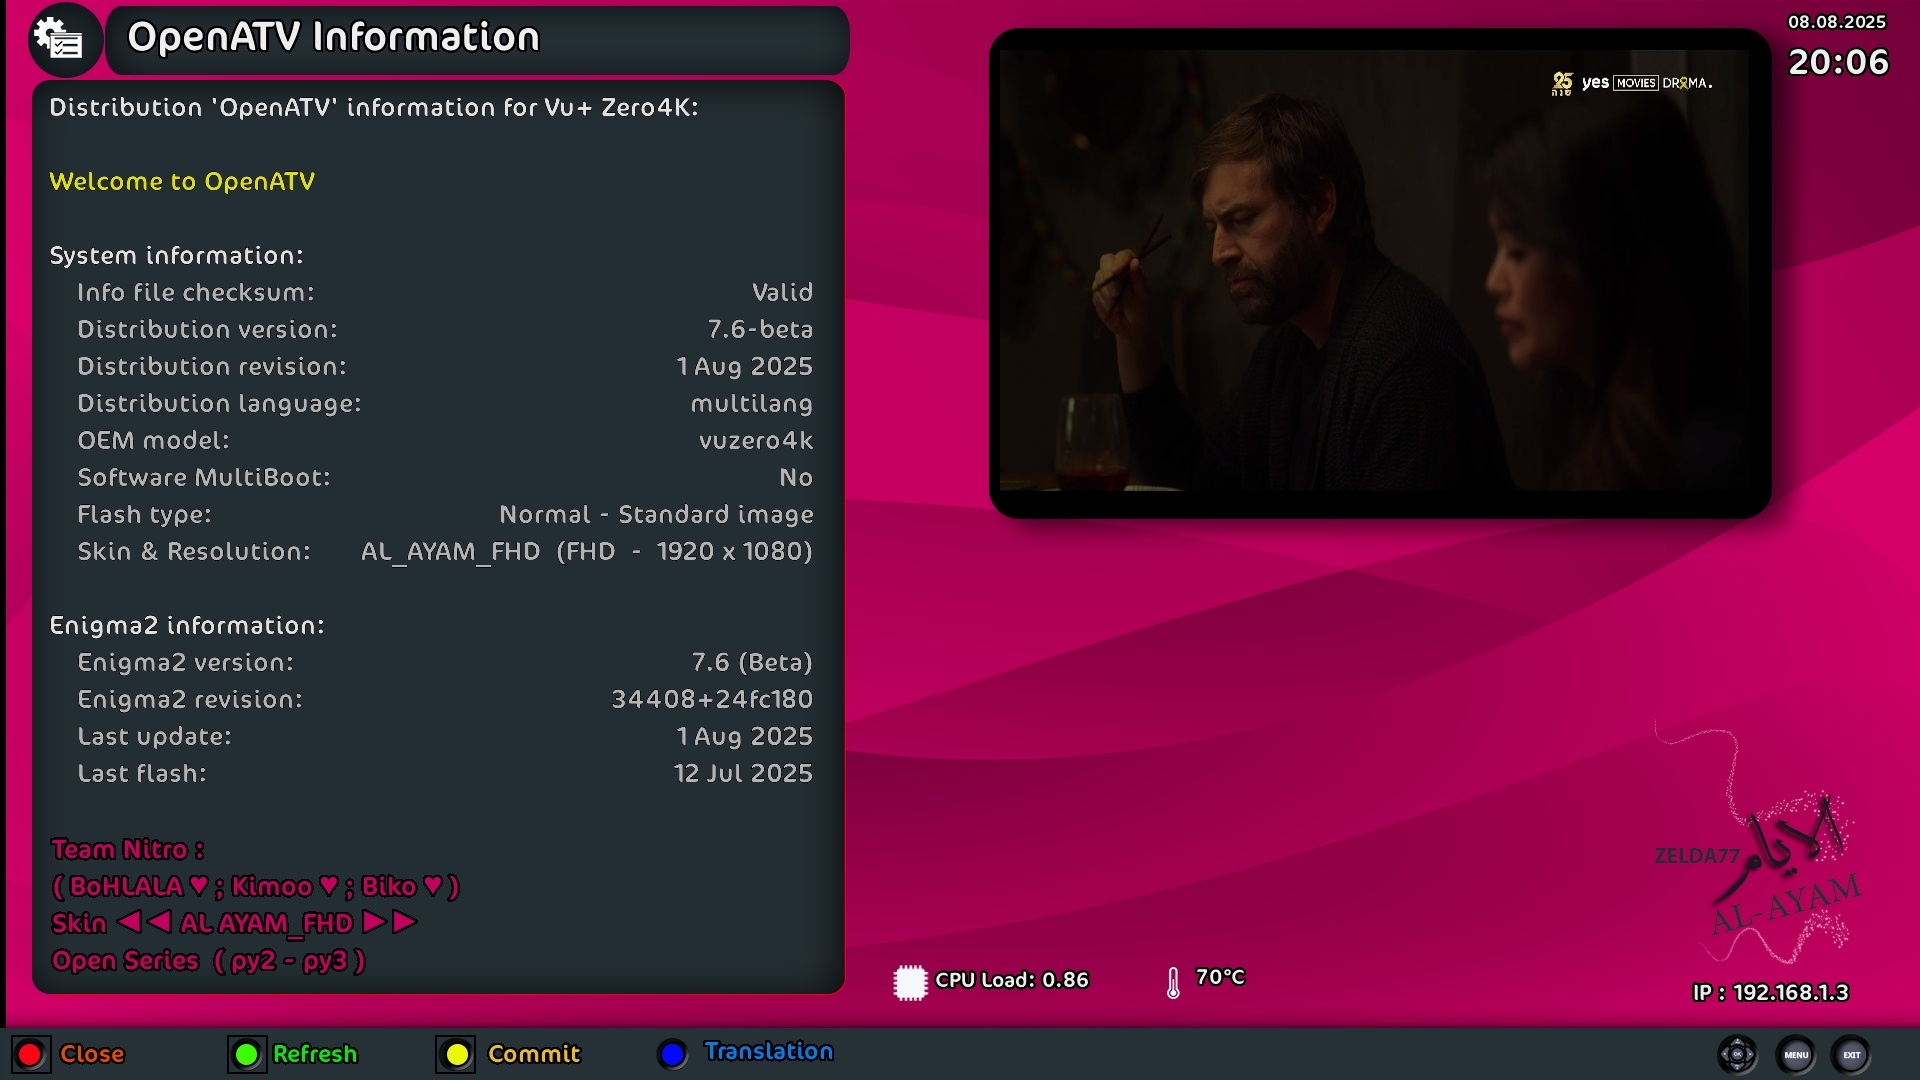 OpenATV Information
08.08.2025
20:06
Distribution 'OpenATV' information for Vu+ Zero4K:
Welcome to OpenATV
System information:
Info file checksum: Valid
Distribution version: 7.6-beta
Distribution revision: 1 Aug 2025
Distribution language: multilang
OEM model: vuzero4k
Software MultiBoot: No
Flash type: Normal - Standard image
Skin & Resolution: AL_AYAM_FHD (FHD - 1920 x 1080)
Enigma2 information:
Enigma2 version: 7.6 (Beta)
Enigma2 revision: 34408+24fc180
Last update: 1 Aug 2025
Last flash: 12 Jul 2025
Team Nitro :
( BoHLALA ♥ ; Kimoo ♥ ; Biko ♥ )
Skin ◀◀ AL AYAM_FHD ▶▶
Open Series ( py2 - py3 )
25 שנה yes MOVIES DRAMA.
ZELDA77
الايام
AL-AYAM
CPU Load: 0.86
70°C
IP : 192.168.1.3
Close
Refresh
Commit
Translation
OK
MENU
EXIT